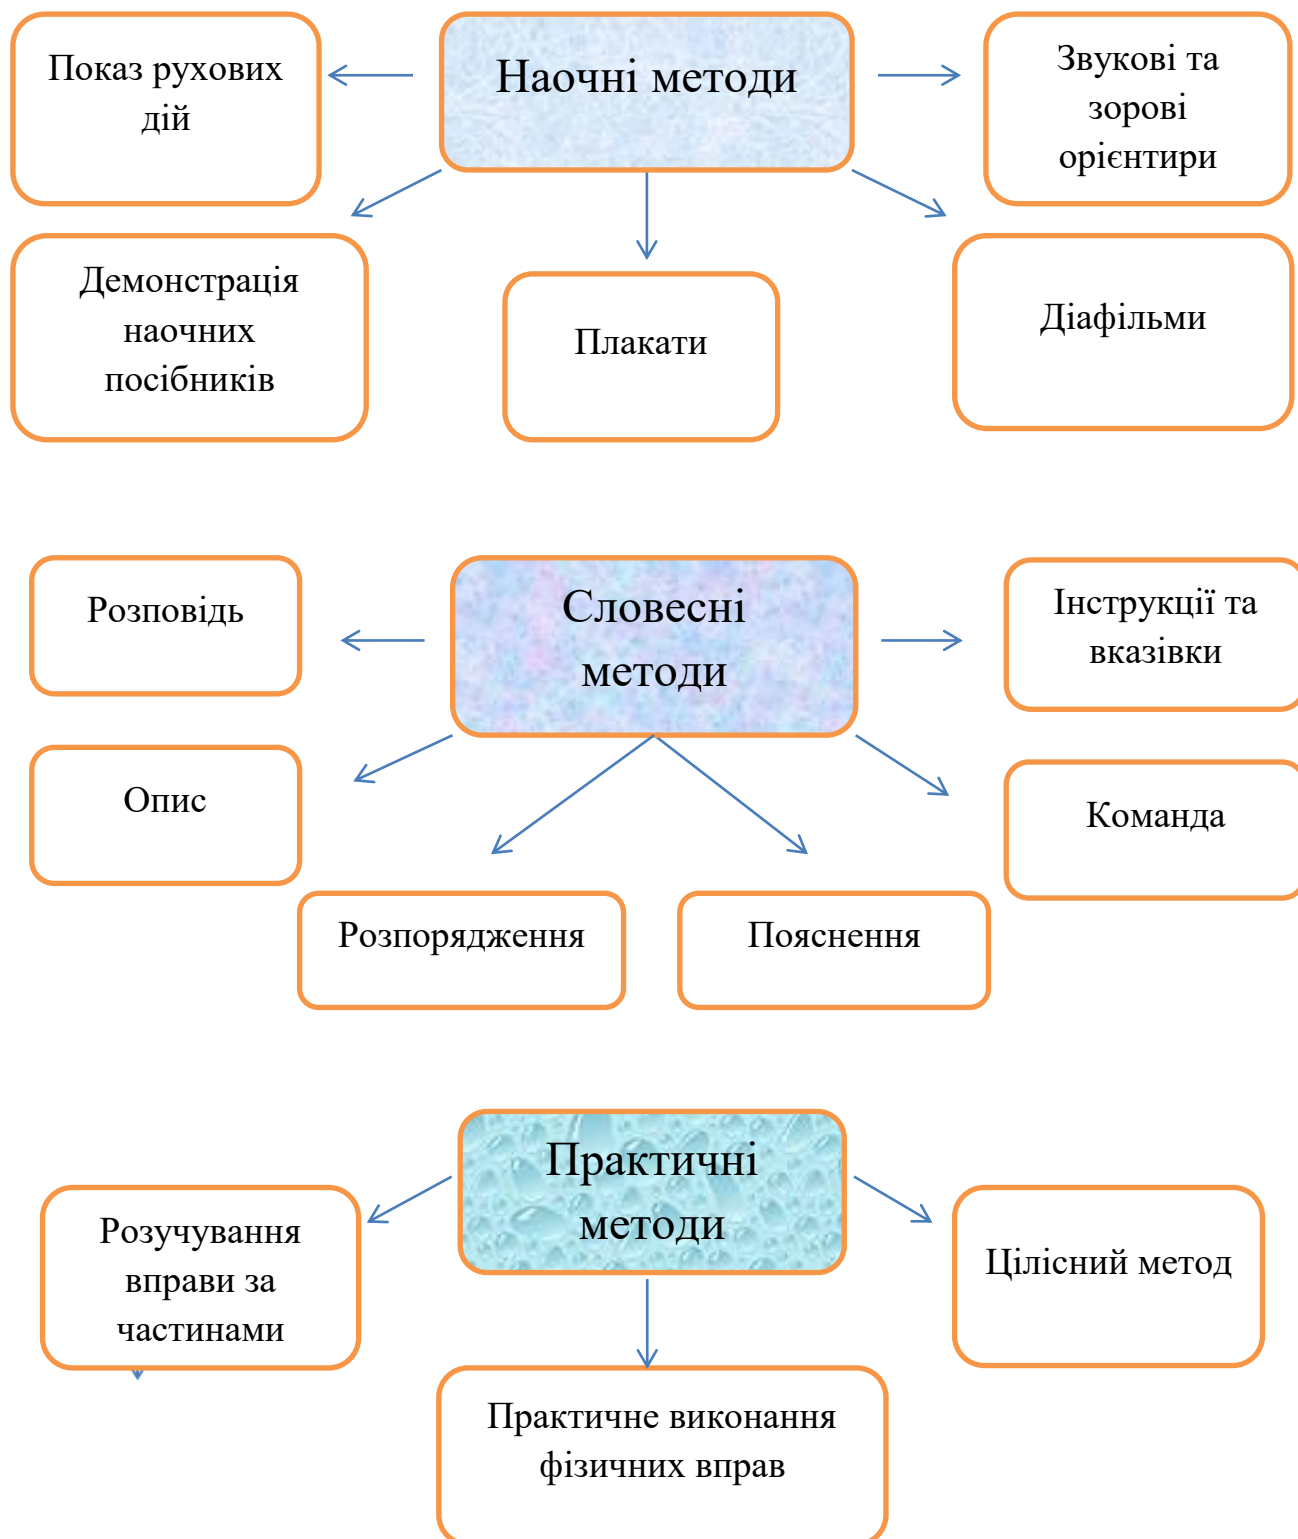 Показ рухових
дій
Наочні методи
Звукові та
зорові
орієнтири
Демонстрація
наочних
посібників
Плакати
Діафільми
Розповідь
Словесні
методи
Інструкції та
вказівки
Опис
Команда
Розпорядження
Пояснення
Практичні
методи
Розучування
вправи за
частинами
Цілісний метод
Практичне виконання
фізичних вправ